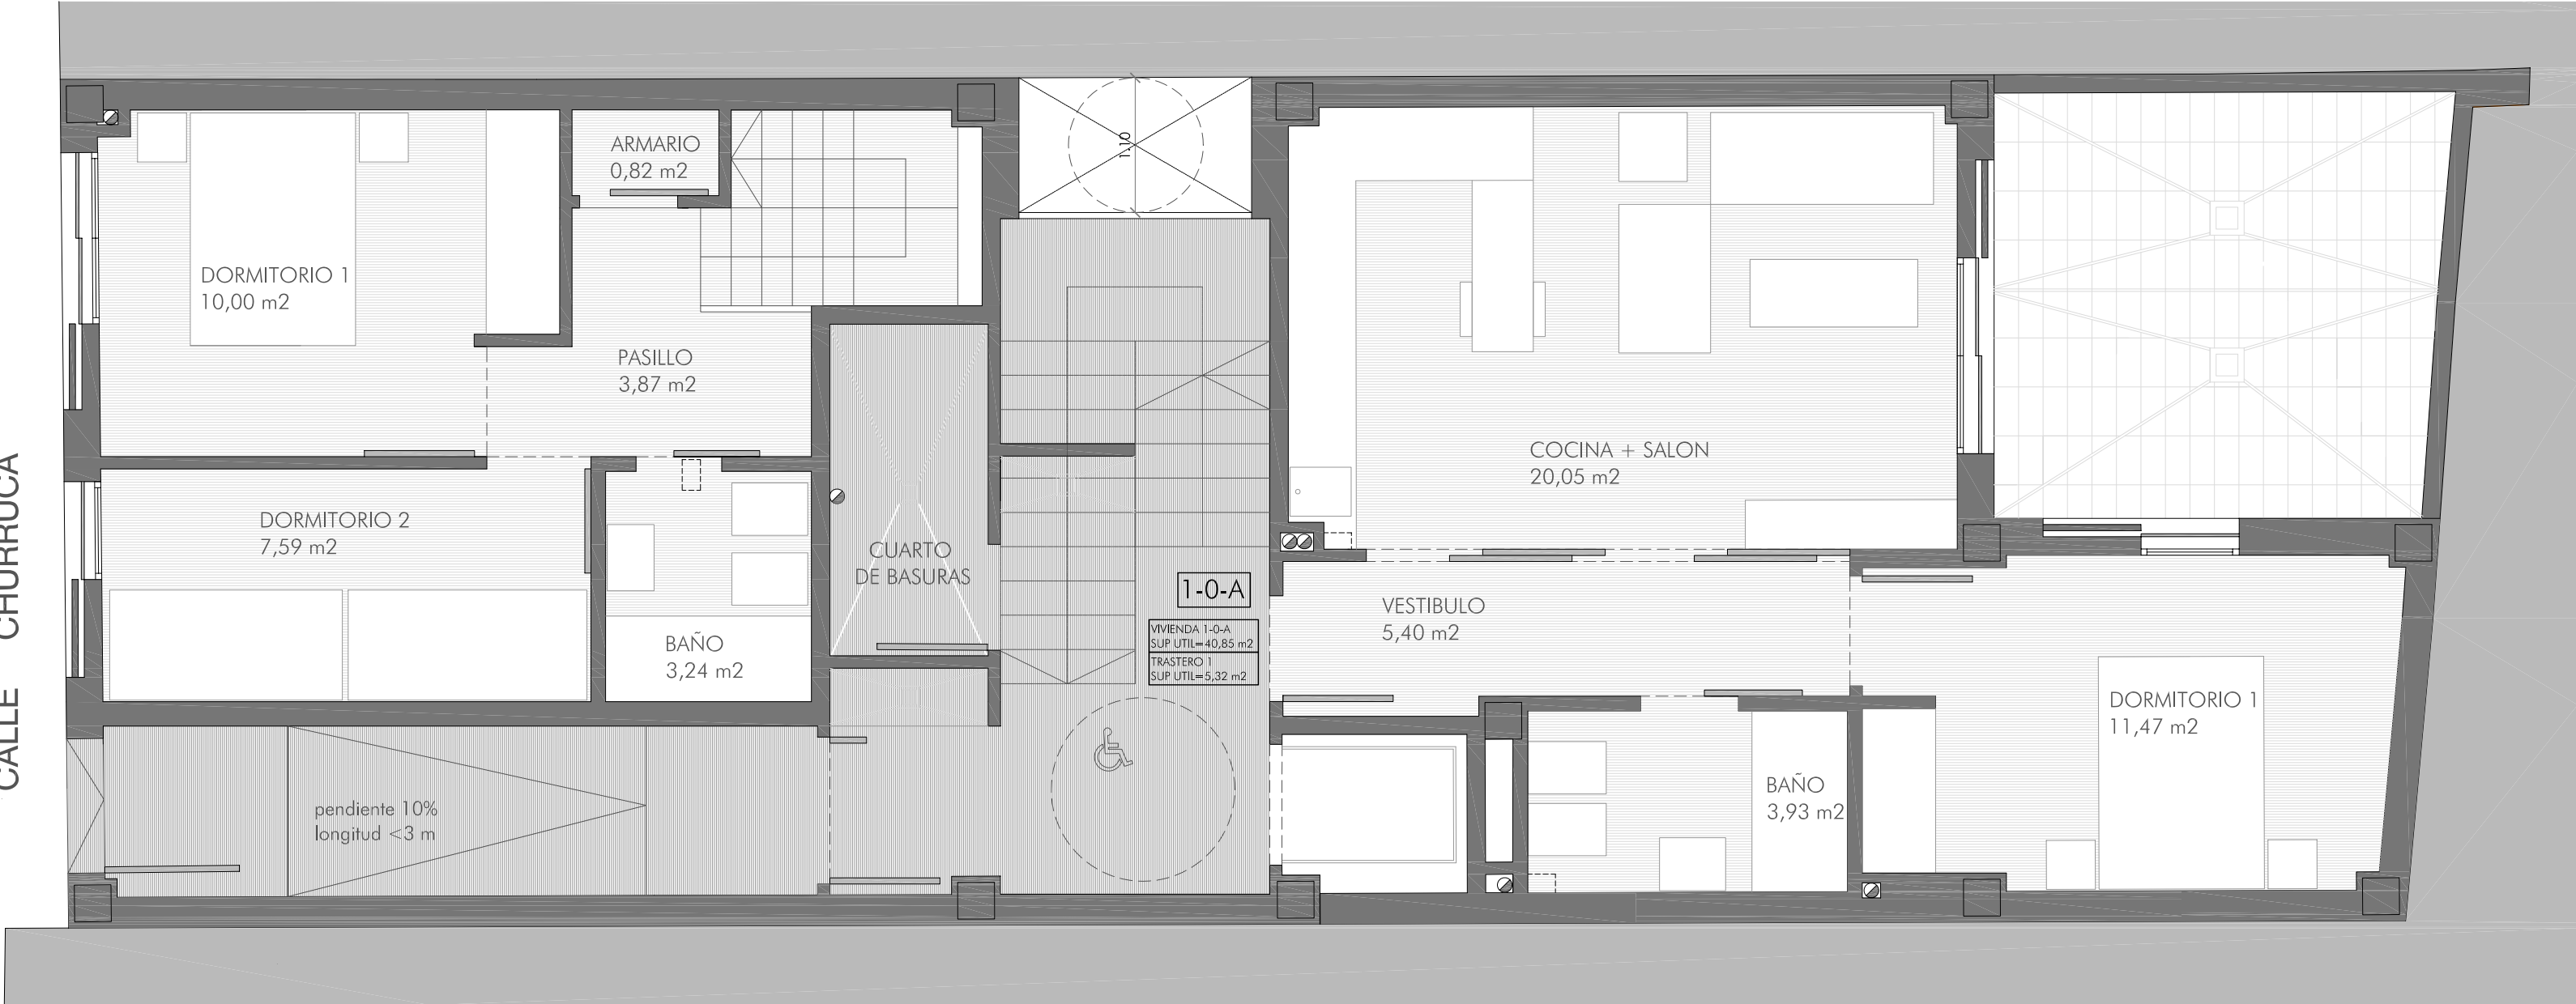 CALLE CHURRUCA
DORMITORIO 1
10,00 m2
ARMARIO
0,82 m2
PASILLO
3,87 m2
DORMITORIO 2
7,59 m2
BAÑO
3,24 m2
CUARTO
DE BASURAS
pendiente 10%
longitud <3 m
1.10
1-0-A
VIVIENDA 1-0-A
SUP UTIL=40,85 m2
TRASTERO 1
SUP UTIL=5,32 m2
COCINA + SALON
20,05 m2
VESTIBULO
5,40 m2
BAÑO
3,93 m2
DORMITORIO 1
11,47 m2